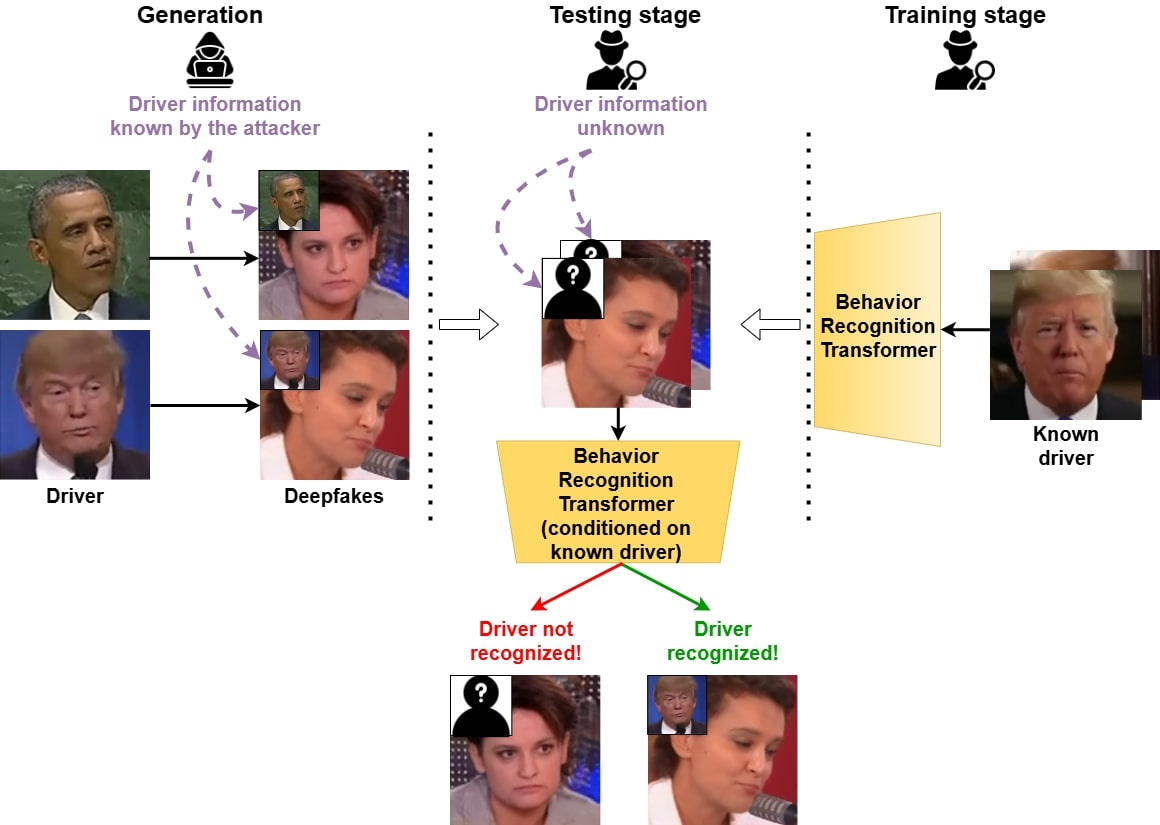 Generation
Testing stage
Training stage
Driver information
known by the attacker
Driver information
unknown
Behavior
Recognition
Transformer
Known
driver
Driver
Deepfakes
Behavior
Recognition
Transformer
(conditioned on
known driver)
Driver not
recognized!
Driver
recognized!
?
?
?